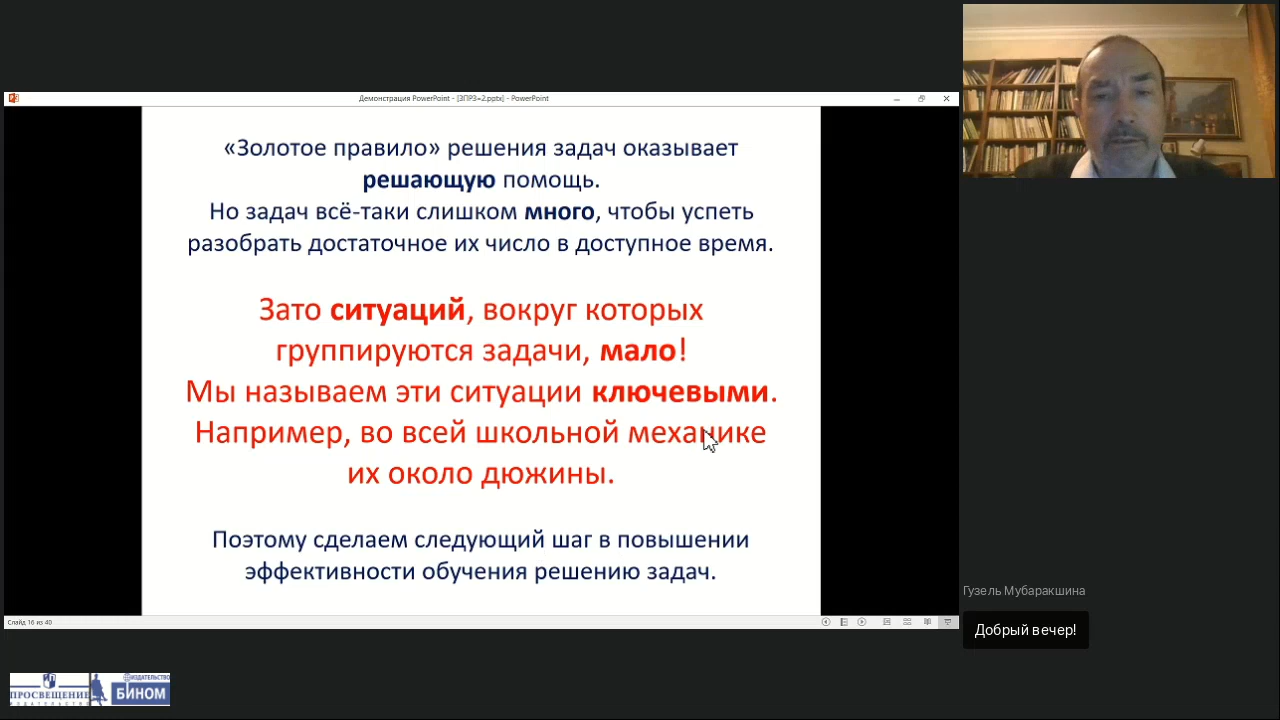 Демонстрация PowerPoint - [ЗПРЗ=2.pptx] - PowerPoint
«Золотое правило» решения задач оказывает
решающую помощь.
Но задач всё-таки слишком много, чтобы успеть
разобрать достаточное их число в доступное время.
Зато ситуаций, вокруг которых
группируются задачи, мало!
Мы называем эти ситуации ключевыми.
Например, во всей школьной механике
их около дюжины.
Поэтому сделаем следующий шаг в повышении
эффективности обучения решению задач.
Слайд 16 из 40
Гузель Мубаракшина
Добрый вечер!
ПРОСВЕЩЕНИЕ
ИЗДАТЕЛЬСТВО
ИЗДАТЕЛЬСТВО
БИНОМ